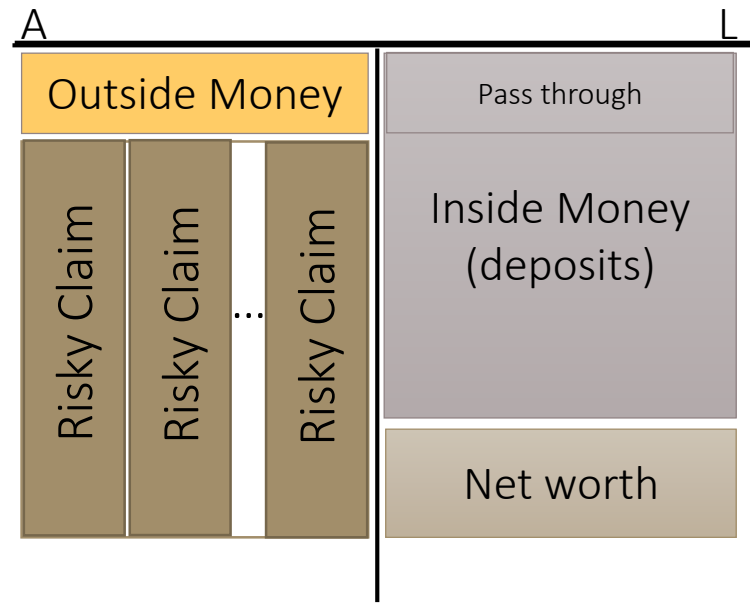 A
L
Outside Money
Pass through
Inside Money
(deposits)
Risky Claim
Risky Claim
...
Risky Claim
Net worth